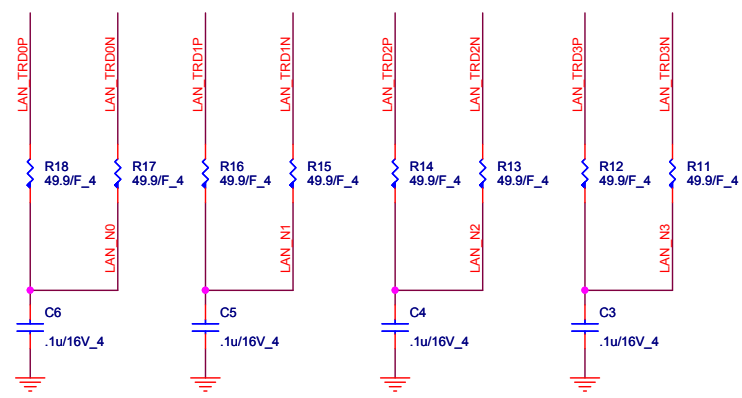 LAN_TRD0P
LAN_TRD0N
LAN_TRD1P
LAN_TRD1N
LAN_TRD2P
LAN_TRD2N
LAN_TRD3P
LAN_TRD3N
R18
49.9/F_4
R17
49.9/F_4
R16
49.9/F_4
R15
49.9/F_4
R14
49.9/F_4
R13
49.9/F_4
R12
49.9/F_4
R11
49.9/F_4
LAN_N0
LAN_N1
LAN_N2
LAN_N3
C6
.1u/16V_4
C5
.1u/16V_4
C4
.1u/16V_4
C3
.1u/16V_4